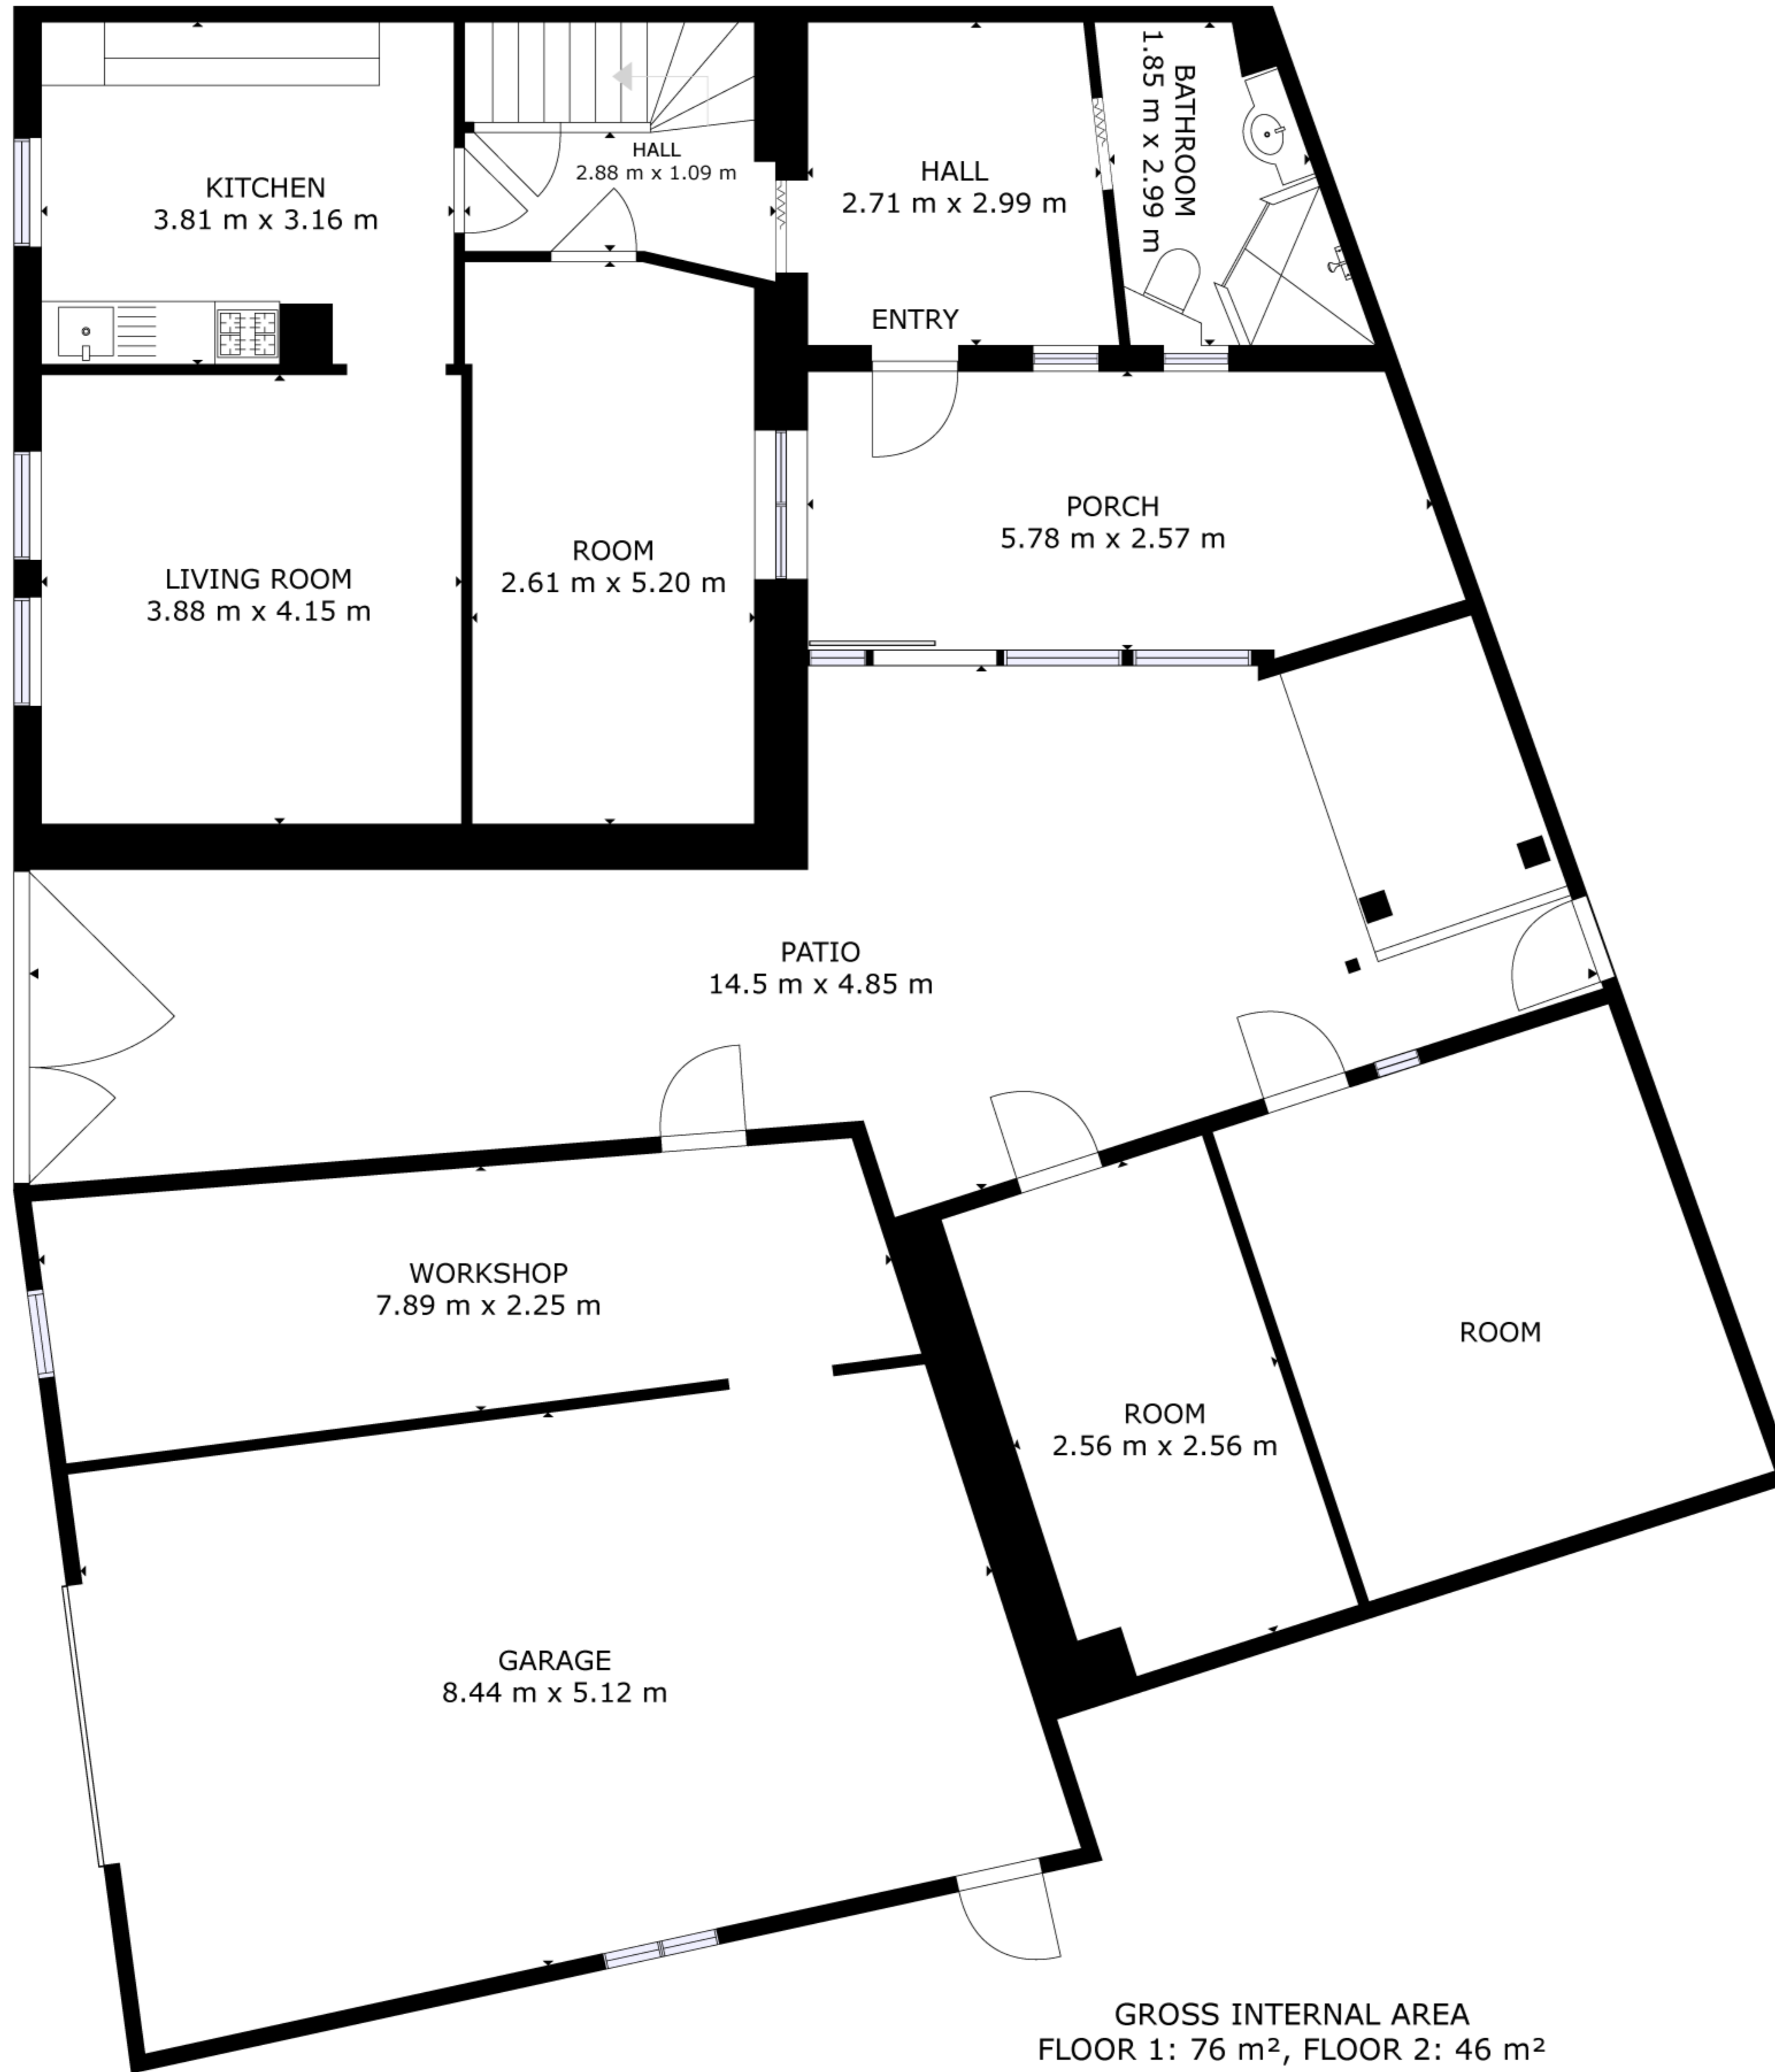 KITCHEN
3.81 m x 3.16 m
HALL
2.88 m x 1.09 m
HALL
2.71 m x 2.99 m
BATHROOM
1.85 m x 2.99 m
ENTRY
LIVING ROOM
3.88 m x 4.15 m
ROOM
2.61 m x 5.20 m
PORCH
5.78 m x 2.57 m
PATIO
14.5 m x 4.85 m
WORKSHOP
7.89 m x 2.25 m
ROOM
2.56 m x 2.56 m
ROOM
GARAGE
8.44 m x 5.12 m
GROSS INTERNAL AREA
FLOOR 1: 76 m², FLOOR 2: 46 m²